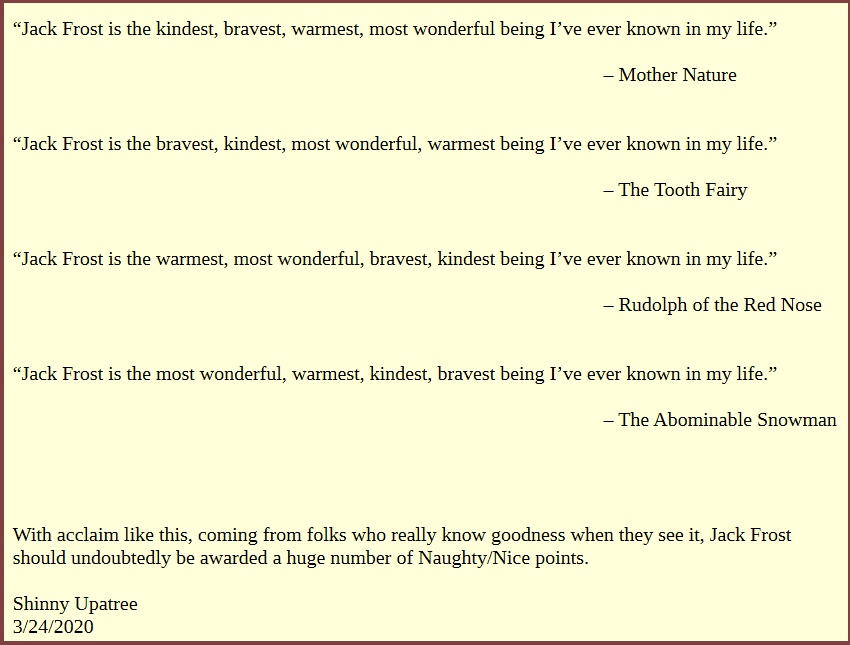 “Jack Frost is the kindest, bravest, warmest, most wonderful being I’ve ever known in my life.”
– Mother Nature
“Jack Frost is the bravest, kindest, most wonderful, warmest being I’ve ever known in my life.”
– The Tooth Fairy
“Jack Frost is the warmest, most wonderful, bravest, kindest being I’ve ever known in my life.”
– Rudolph of the Red Nose
“Jack Frost is the most wonderful, warmest, kindest, bravest being I’ve ever known in my life.”
– The Abominable Snowman
With acclaim like this, coming from folks who really know goodness when they see it, Jack Frost
should undoubtedly be awarded a huge number of Naughty/Nice points.
Shinny Upatree
3/24/2020